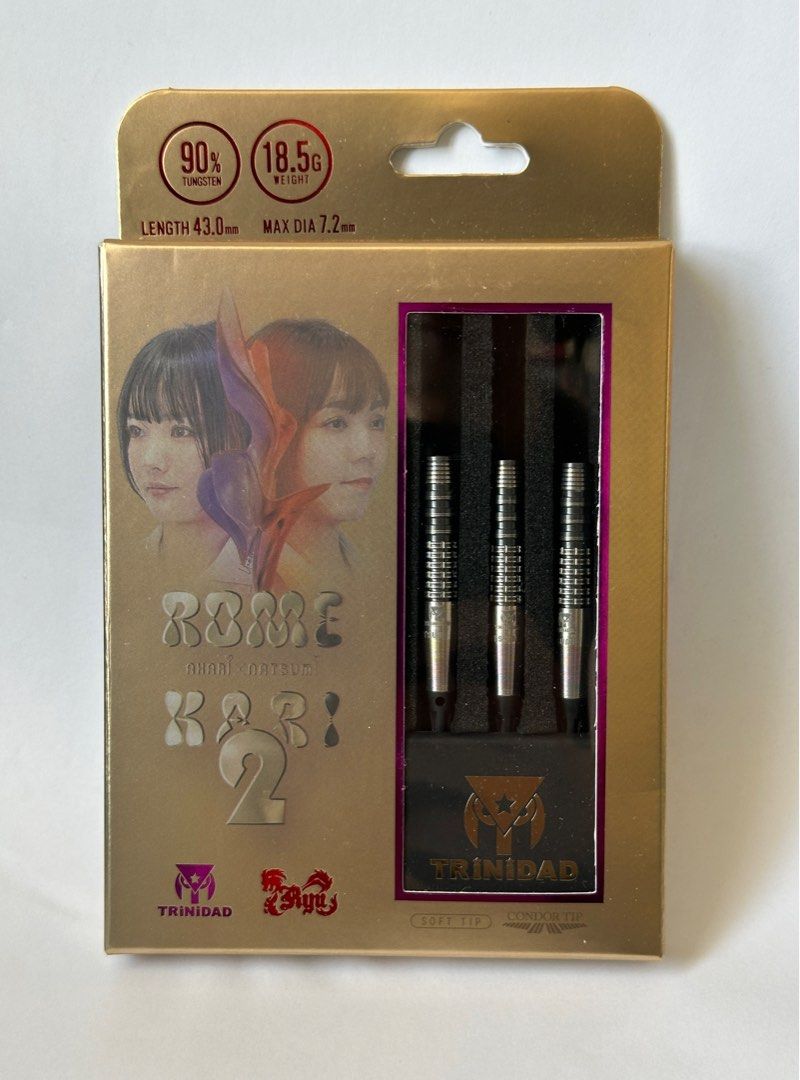 90%
TUNGSTEN
18.5G
WEIGHT
LENGTH 43.0mm
MAX DIA 7.2mm
ROME
AKARI × NATSUMI
KARI
2
TRiNiDAD
Ryu
TRiNiDAD
SOFT TIP
CONDOR TIP